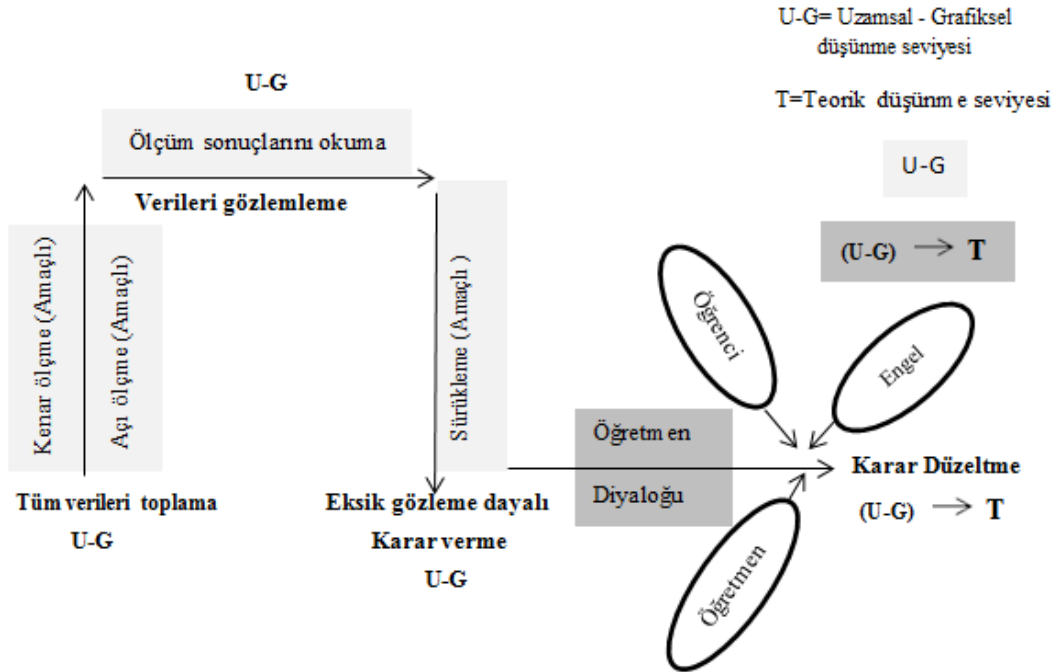 U-G= Uzamsal - Grafiksel
düşünme seviyesi
T=Teorik düşünme seviyesi
U-G
(U-G) → T
U-G
Ölçüm sonuçlarını okuma
Verileri gözlemleme
Kenar ölçme (Amaçlı)
Açı ölçme (Amaçlı)
Sürükleme (Amaçlı )
Tüm verileri toplama
U-G
Eksik gözleme dayalı
Karar verme
U-G
Öğretmen
Diyaloğu
Öğrenci
Engel
Öğretmen
Karar Düzeltme
(U-G) → T